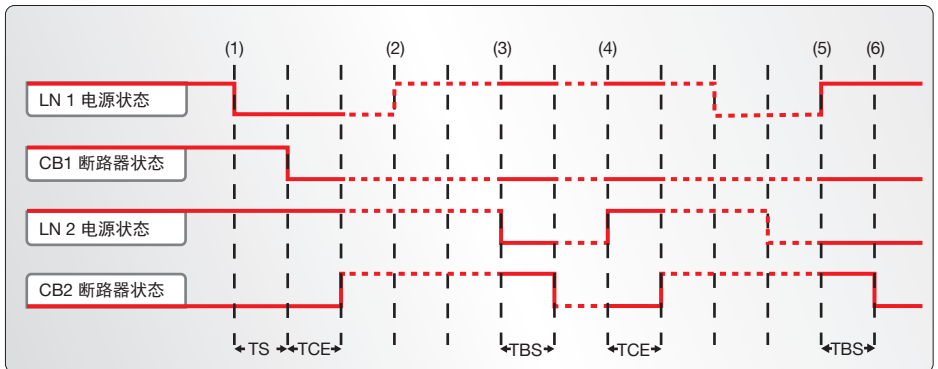 (1) (2) (3) (4) (5) (6)
LN 1 电源状态
CB1 断路器状态
LN 2 电源状态
CB2 断路器状态
TS TCE TBS TCE TBS